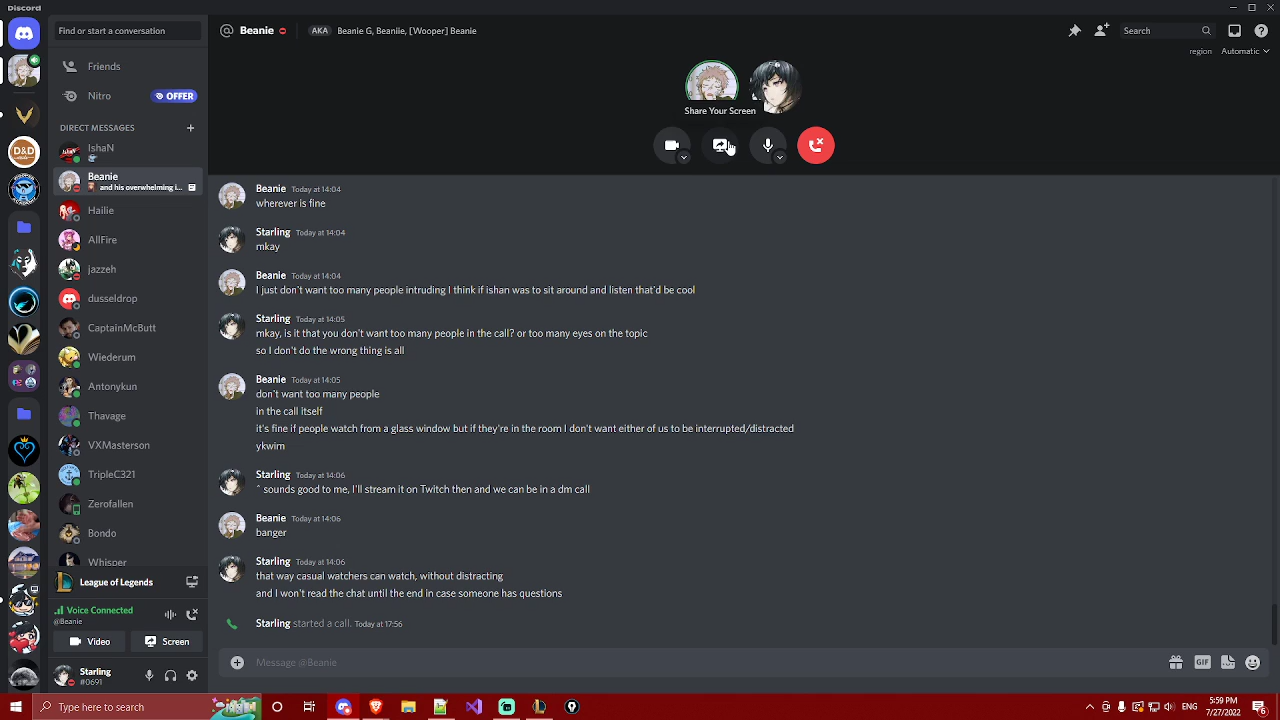 Discord
Find or start a conversation
@ Beanie
AKA Beanie G, Beanlie, [Wooper] Beanie
Search
region Automatic
Friends
Nitro
OFFER
DIRECT MESSAGES +
IshaN
Beanie
and his overwhelming i...
Hailie
AllFire
jazzeh
dusseldrop
CaptainMcButt
Wiederum
Antonykun
Thavage
VXMasterson
TripleC321
Zerofallen
Bondo
Whisper
League of Legends
Voice Connected
@Beanie
Video
Screen
Starling
#0691
D&D
Share Your Screen
Beanie Today at 14:04
wherever is fine
Starling Today at 14:04
mkay
Beanie Today at 14:04
I just don't want too many people intruding I think if ishan was to sit around and listen that'd be cool
Starling Today at 14:05
mkay, is it that you don't want too many people in the call? or too many eyes on the topic
so I don't do the wrong thing is all
Beanie Today at 14:05
don't want too many people
in the call itself
it's fine if people watch from a glass window but if they're in the room I don't want either of us to be interrupted/distracted
ykwim
Starling Today at 14:06
^ sounds good to me, I'll stream it on Twitch then and we can be in a dm call
Beanie Today at 14:06
banger
Starling Today at 14:06
that way casual watchers can watch, without distracting
and I won't read the chat until the end in case someone has questions
Starling started a call. Today at 17:56
Message @Beanie
GIF
Type here to search
ENG
5:59 PM
7/27/2022
6